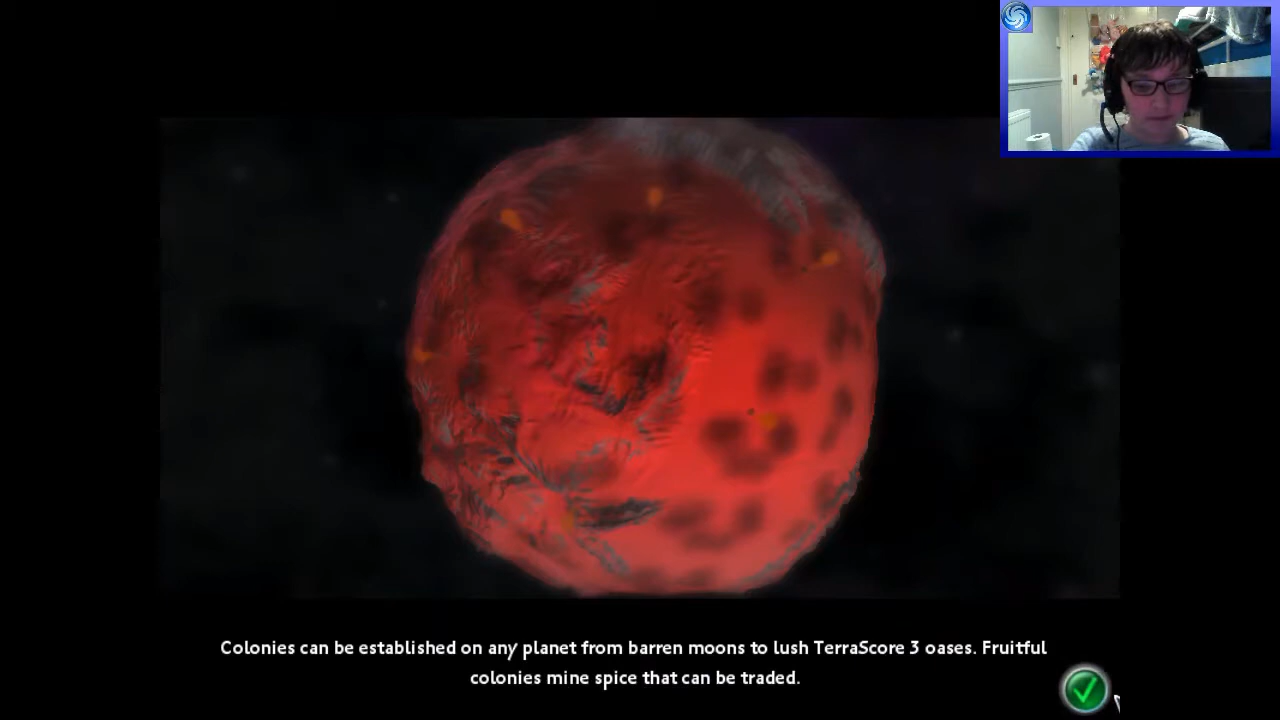 Colonies can be established on any planet from barren moons to lush TerraScore 3 oases. Fruitful
colonies mine spice that can be traded.